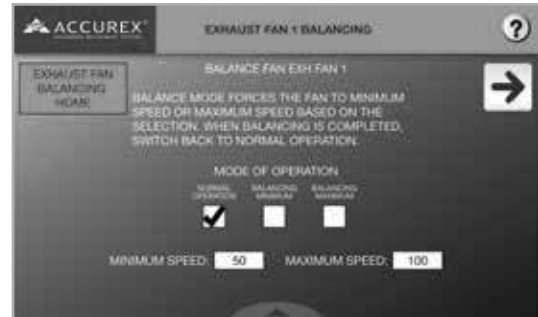 ACCUREX
EXHAUST FAN 1 BALANCING
?
EXHAUST FAN
BALANCING
HOME
BALANCE FAN EXH FAN 1
BALANCE MODE FORCES THE FAN TO MINIMUM
SPEED OR MAXIMUM SPEED BASED ON THE
SELECTION. WHEN BALANCING IS COMPLETED,
SWITCH BACK TO NORMAL OPERATION.
MODE OF OPERATION
NORMAL OPERATION
BALANCING MINIMUM
BALANCING MAXIMUM
MINIMUM SPEED: 50 MAXIMUM SPEED: 100